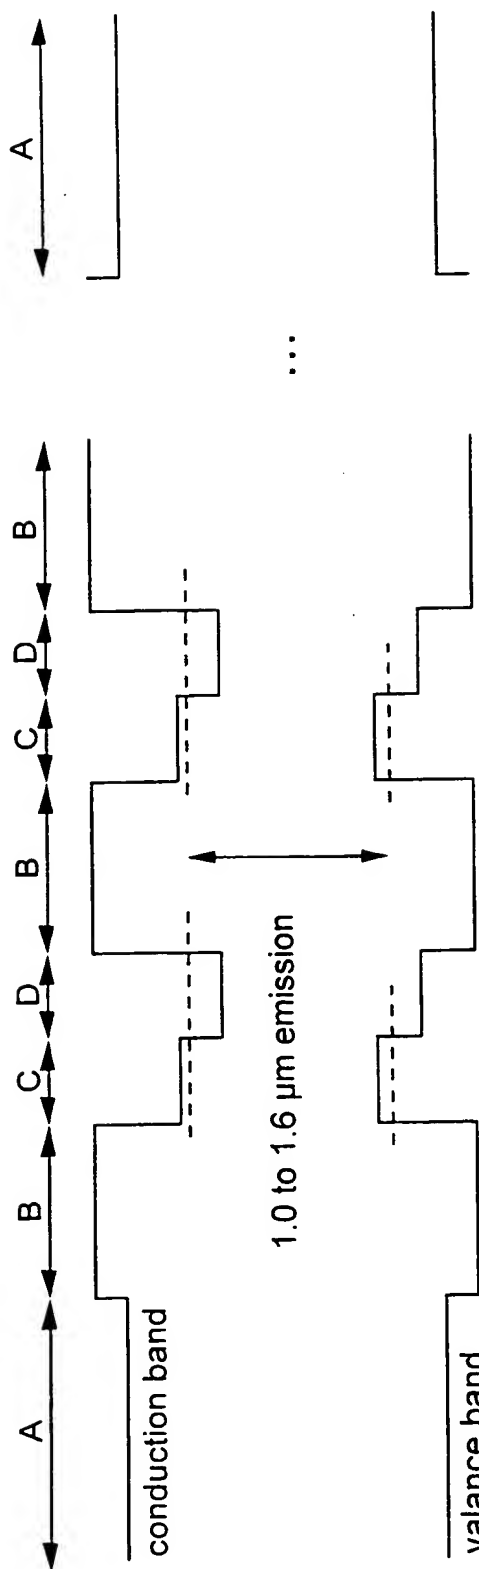 A B C D B C D B A
...
1.0 to 1.6 µm emission
conduction band
valance band